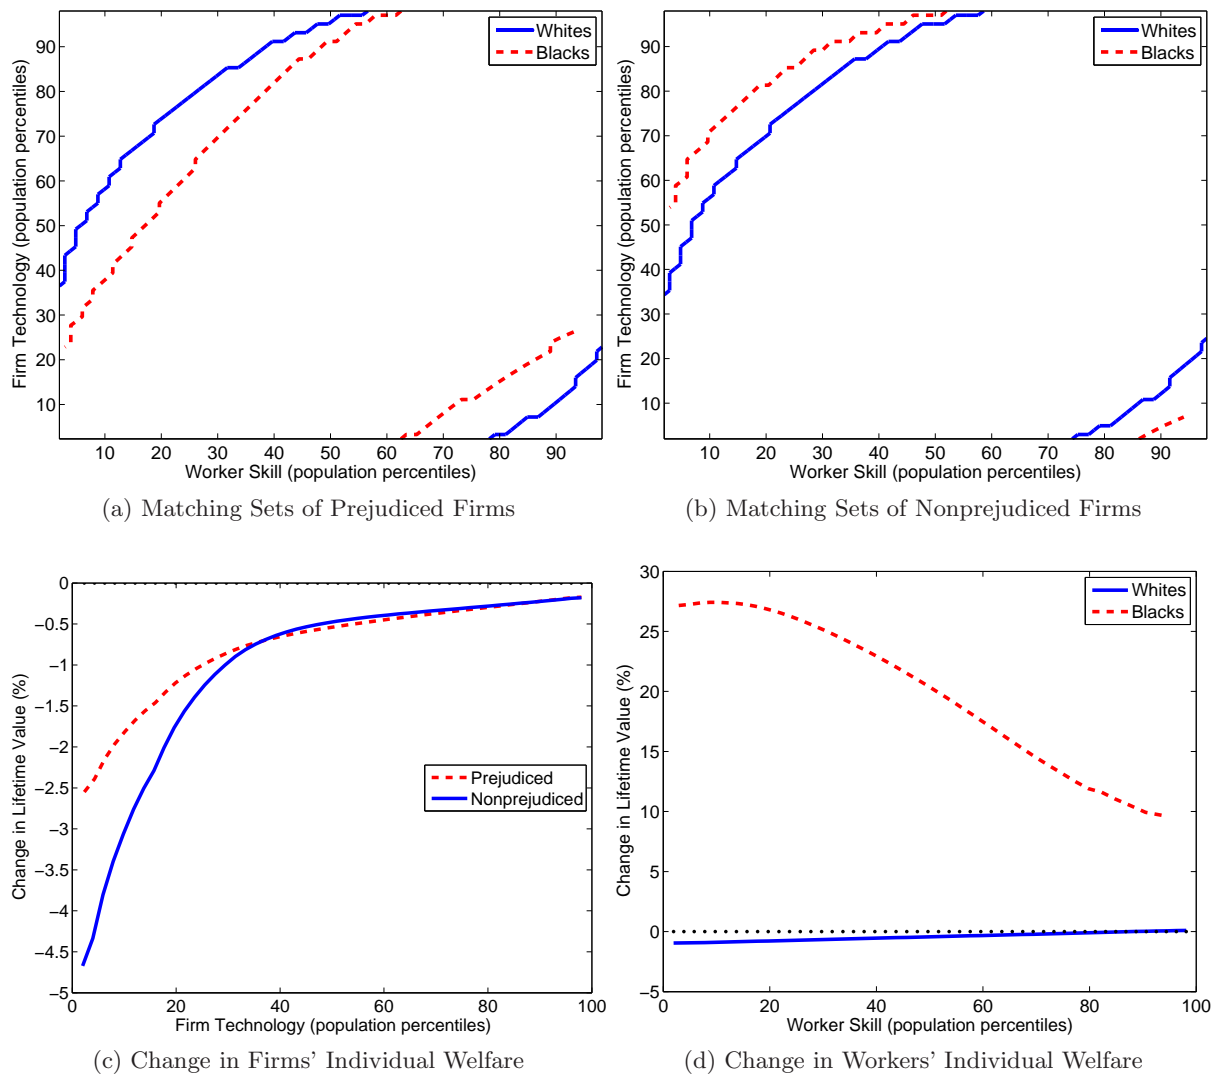 90
80
70
60
50
40
30
20
10
Firm Technology (population percentiles)
Whites
Blacks
10 20 30 40 50 60 70 80 90
Worker Skill (population percentiles)
(a) Matching Sets of Prejudiced Firms
90
80
70
60
50
40
30
20
10
Firm Technology (population percentiles)
Whites
Blacks
10 20 30 40 50 60 70 80 90
Worker Skill (population percentiles)
(b) Matching Sets of Nonprejudiced Firms
0
−0.5
−1
−1.5
−2
−2.5
−3
−3.5
−4
−4.5
−5
Change in Lifetime Value (%)
Prejudiced
Nonprejudiced
0 20 40 60 80 100
Firm Technology (population percentiles)
(c) Change in Firms' Individual Welfare
30
25
20
15
10
5
0
−5
Change in Lifetime Value (%)
Whites
Blacks
0 20 40 60 80 100
Worker Skill (population percentiles)
(d) Change in Workers' Individual Welfare